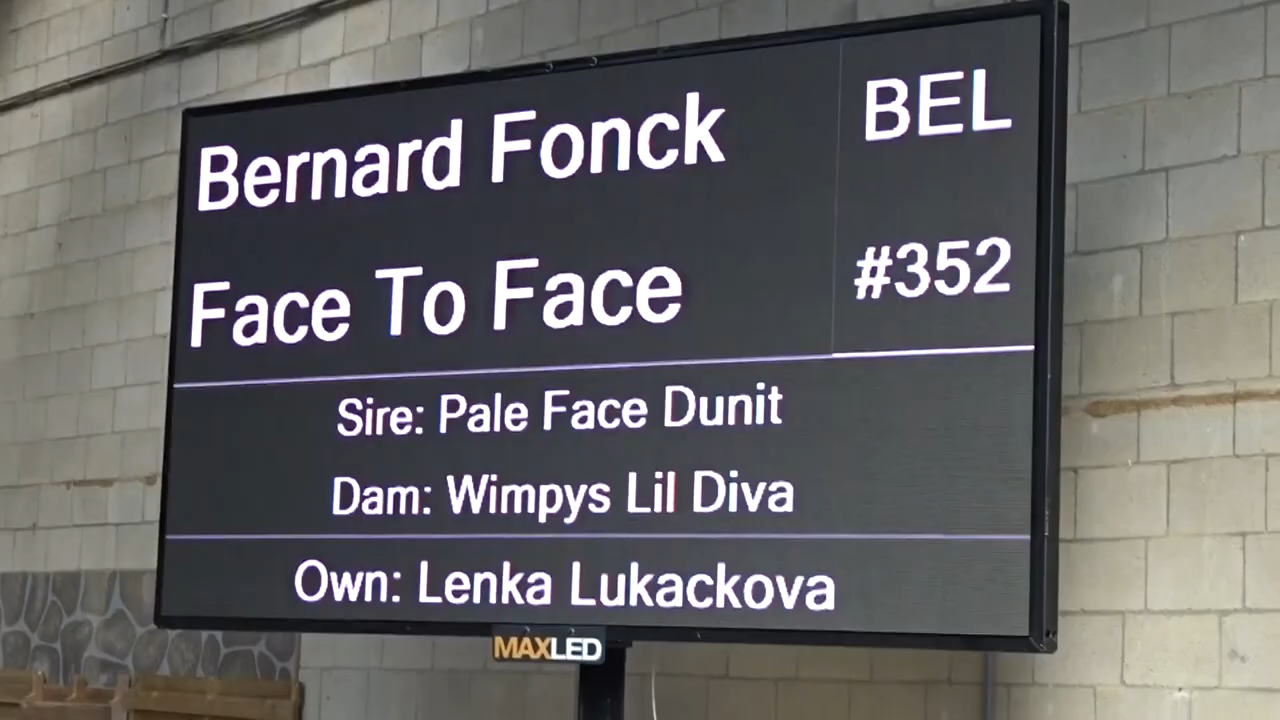 Bernard Fonck BEL
Face To Face #352
Sire: Pale Face Dunit
Dam: Wimpys Lil Diva
Own: Lenka Lukackova
MAXLED